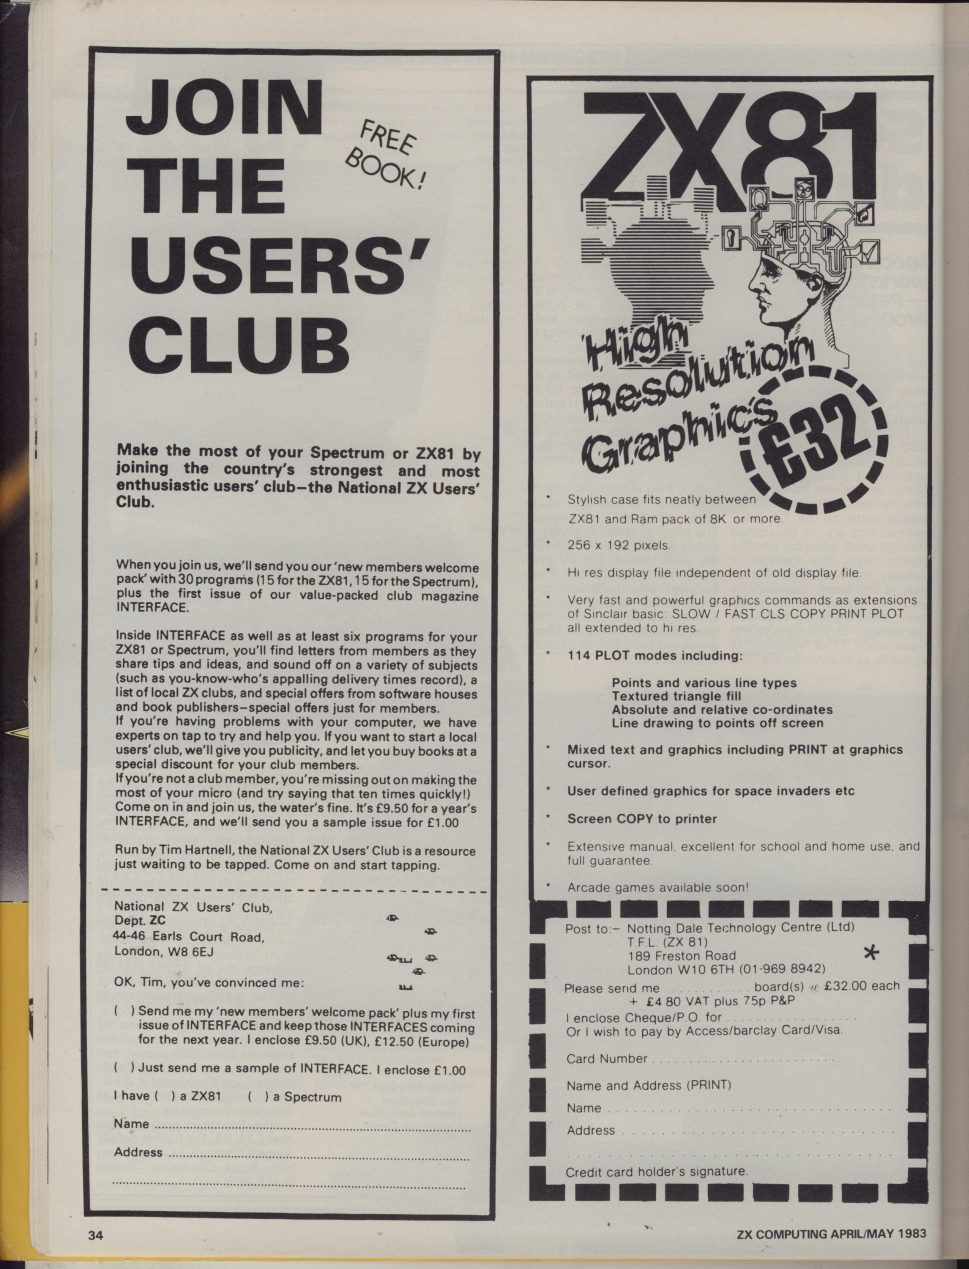 JOIN
THE
USERS'
CLUB
FREE
BOOK!
Make the most of your Spectrum or ZX81 by
joining the country's strongest and most
enthusiastic users' club—the National ZX Users'
Club.
When you join us, we'll send you our 'new members welcome
pack' with 30 programs (15 for the ZX81, 15 for the Spectrum),
plus the first issue of our value-packed club magazine
INTERFACE.
Inside INTERFACE as well as at least six programs for your
ZX81 or Spectrum, you'll find letters from members as they
share tips and ideas, and sound off on a variety of subjects
(such as you-know-who's appalling delivery times record), a
list of local ZX clubs, and special offers from software houses
and book publishers—special offers just for members.
If you're having problems with your computer, we have
experts on tap to try and help you. If you want to start a local
users' club, we'll give you publicity, and let you buy books at a
special discount for your club members.
If you're not a club member, you're missing out on making the
most of your micro (and try saying that ten times quickly!)
Come on in and join us, the water's fine. It's £9.50 for a year's
INTERFACE, and we'll send you a sample issue for £1.00
Run by Tim Hartnell, the National ZX Users' Club is a resource
just waiting to be tapped. Come on and start tapping.
National ZX Users' Club,
Dept. ZC
44-46 Earls Court Road,
London, W8 6EJ
OK, Tim, you've convinced me:
( ) Send me my 'new members' welcome pack' plus my first
issue of INTERFACE and keep those INTERFACES coming
for the next year. I enclose £9.50 (UK), £12.50 (Europe)
( ) Just send me a sample of INTERFACE. I enclose £1.00
I have ( ) a ZX81 ( ) a Spectrum
Name
Address
ZX81
High
Resolution
Graphics
£32
* Stylish case fits neatly between
ZX81 and Ram pack of 8K or more
* 256 x 192 pixels
* Hi res display file independent of old display file.
* Very fast and powerful graphics commands as extensions
of Sinclair basic: SLOW / FAST CLS COPY PRINT PLOT
all extended to hi res.
* 114 PLOT modes including:
Points and various line types
Textured triangle fill
Absolute and relative co-ordinates
Line drawing to points off screen
* Mixed text and graphics including PRINT at graphics
cursor.
* User defined graphics for space invaders etc
* Screen COPY to printer
* Extensive manual, excellent for school and home use, and
full guarantee
* Arcade games available soon!
Post to:– Notting Dale Technology Centre (Ltd)
T.F.L. (ZX 81)
189 Freston Road *
London W10 6TH (01-969 8942)
Please send me . . . . . . . . . . . board(s) @ £32.00 each
+ £4.80 VAT plus 75p P&P
I enclose Cheque/P.O. for . . . . . . . . . . . . . . . .
Or I wish to pay by Access/barclay Card/Visa.
Card Number . . . . . . . . . . . . . . . . . . . . . .
Name and Address (PRINT)
Name . . . . . . . . . . . . . . . . . . . . . . . . . .
Address . . . . . . . . . . . . . . . . . . . . . . . . .
Credit card holder's signature.
34
ZX COMPUTING APRIL/MAY 1983